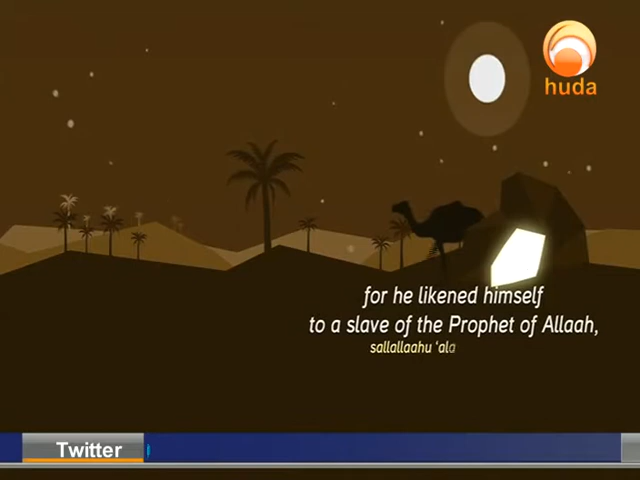 huda
for he likened himself
to a slave of the Prophet of Allaah,
sallallaahu 'ala
Twitter